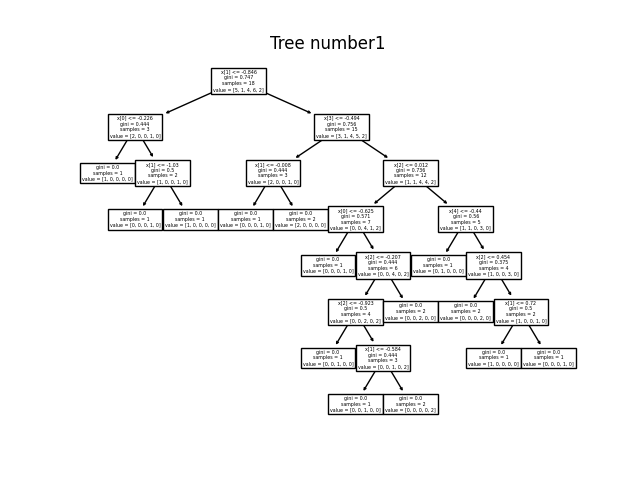 Tree number1
x[1] <= -0.846
gini = 0.747
samples = 18
value = [5, 1, 4, 6, 2]
x[0] <= -0.226
gini = 0.444
samples = 3
value = [2, 0, 0, 1, 0]
x[3] <= -0.494
gini = 0.756
samples = 15
value = [3, 1, 4, 5, 2]
gini = 0.0
samples = 1
value = [1, 0, 0, 0, 0]
x[1] <= -1.03
gini = 0.5
samples = 2
value = [1, 0, 0, 1, 0]
x[1] <= -0.008
gini = 0.444
samples = 3
value = [2, 0, 0, 1, 0]
x[2] <= 0.012
gini = 0.736
samples = 12
value = [1, 1, 4, 4, 2]
gini = 0.0
samples = 1
value = [0, 0, 0, 1, 0]
gini = 0.0
samples = 1
value = [1, 0, 0, 0, 0]
gini = 0.0
samples = 1
value = [0, 0, 0, 1, 0]
gini = 0.0
samples = 2
value = [2, 0, 0, 0, 0]
x[0] <= -0.625
gini = 0.571
samples = 7
value = [0, 0, 4, 1, 2]
x[4] <= -0.44
gini = 0.56
samples = 5
value = [1, 1, 0, 3, 0]
gini = 0.0
samples = 1
value = [0, 0, 0, 1, 0]
x[2] <= -0.207
gini = 0.444
samples = 6
value = [0, 0, 4, 0, 2]
gini = 0.0
samples = 1
value = [0, 1, 0, 0, 0]
x[2] <= 0.454
gini = 0.375
samples = 4
value = [1, 0, 0, 3, 0]
x[2] <= -0.923
gini = 0.5
samples = 4
value = [0, 0, 2, 0, 2]
gini = 0.0
samples = 2
value = [0, 0, 2, 0, 0]
gini = 0.0
samples = 2
value = [0, 0, 0, 2, 0]
x[1] <= 0.72
gini = 0.5
samples = 2
value = [1, 0, 0, 1, 0]
gini = 0.0
samples = 1
value = [0, 0, 1, 0, 0]
x[1] <= -0.584
gini = 0.444
samples = 3
value = [0, 0, 1, 0, 2]
gini = 0.0
samples = 1
value = [1, 0, 0, 0, 0]
gini = 0.0
samples = 1
value = [0, 0, 0, 1, 0]
gini = 0.0
samples = 1
value = [0, 0, 1, 0, 0]
gini = 0.0
samples = 2
value = [0, 0, 0, 0, 2]